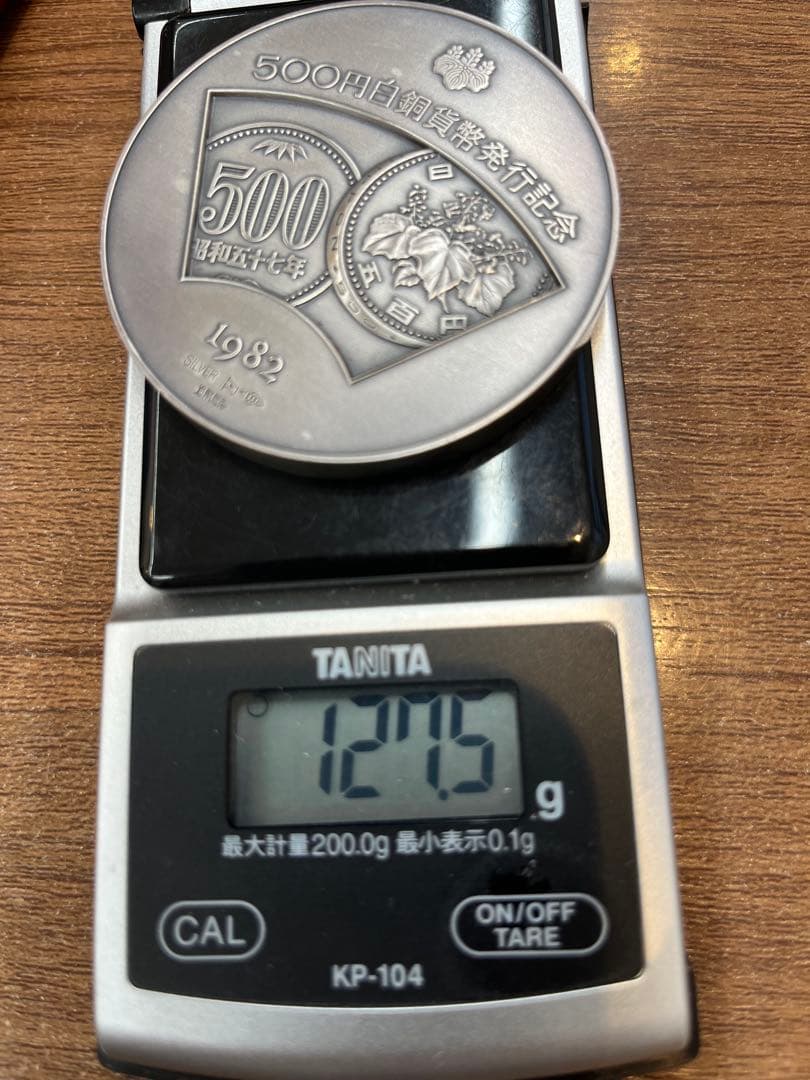 500円白銅貨幣発行記念
500
昭和五十七年
日
五百円
1982
SILVER
TANITA
127.5 g
最大計量200.0g 最小表示0.1g
CAL
ON/OFF
TARE
KP-104